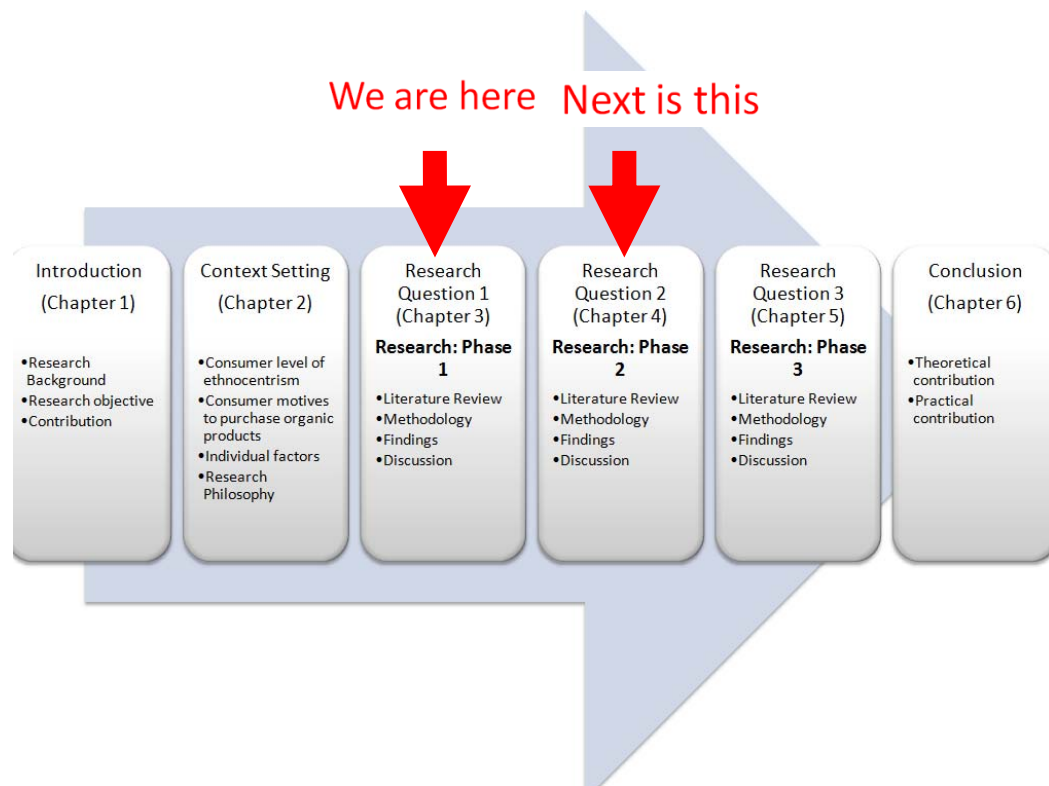 We are here
Next is this
Introduction
(Chapter 1)
•Research
Background
•Research objective
•Contribution
Context Setting
(Chapter 2)
•Consumer level of
ethnocentrism
•Consumer motives
to purchase organic
products
•Individual factors
•Research
Philosophy
Research
Question 1
(Chapter 3)
Research: Phase
1
•Literature Review
•Methodology
•Findings
•Discussion
Research
Question 2
(Chapter 4)
Research: Phase
2
•Literature Review
•Methodology
•Findings
•Discussion
Research
Question 3
(Chapter 5)
Research: Phase
3
•Literature Review
•Methodology
•Findings
•Discussion
Conclusion
(Chapter 6)
•Theoretical
contribution
•Practical
contribution